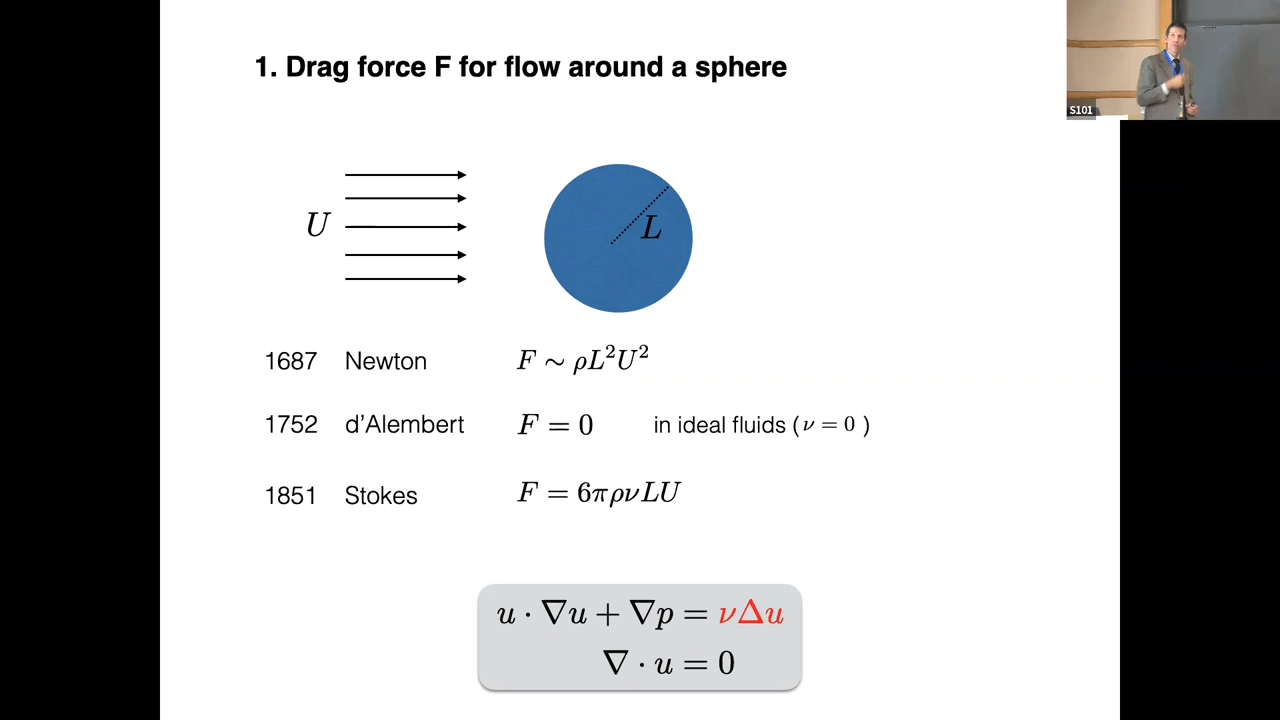 1. Drag force F for flow around a sphere
S101
U
L
1687 Newton F ∼ ρL²U²
1752 d'Alembert F = 0 in ideal fluids (ν = 0 )
1851 Stokes F = 6πρνLU
u · ∇u + ∇p = νΔu
∇ · u = 0